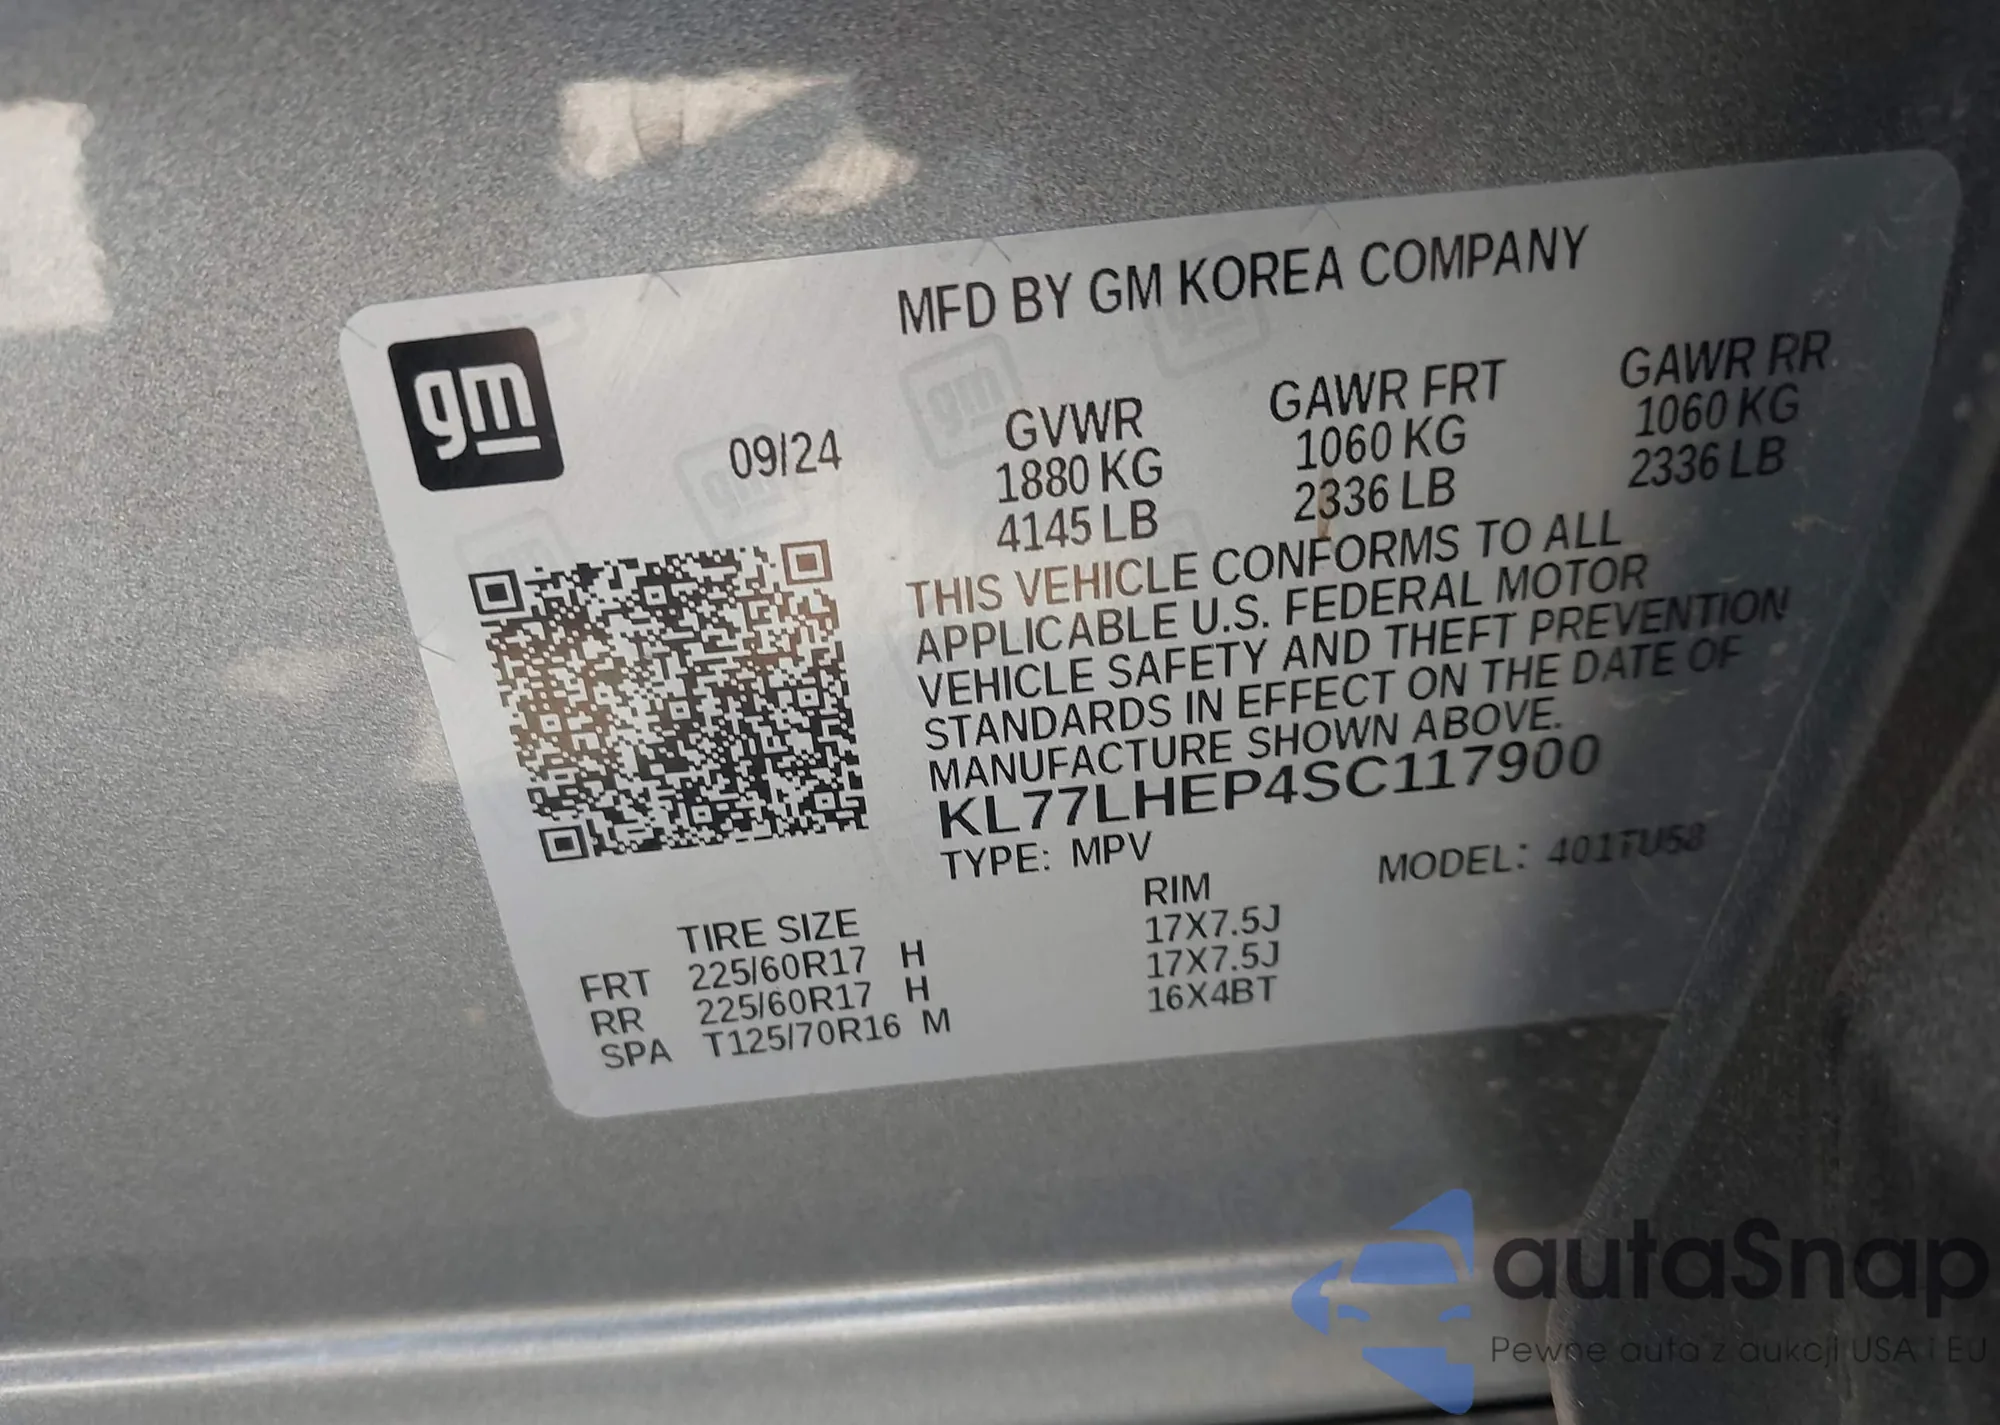 MFD BY GM KOREA COMPANY
gm
09/24
GVWR
1880 KG
4145 LB
GAWR FRT
1060 KG
2336 LB
GAWR RR
1060 KG
2336 LB
THIS VEHICLE CONFORMS TO ALL
APPLICABLE U.S. FEDERAL MOTOR
VEHICLE SAFETY AND THEFT PREVENTION
STANDARDS IN EFFECT ON THE DATE OF
MANUFACTURE SHOWN ABOVE.
KL77LHEP4SC117900
TYPE: MPV
MODEL: 401TU58
TIRE SIZE RIM
FRT 225/60R17 H 17X7.5J
RR 225/60R17 H 17X7.5J
SPA T125/70R16 M 16X4BT
autaSnap
Pewne auta z aukcji USA i EU